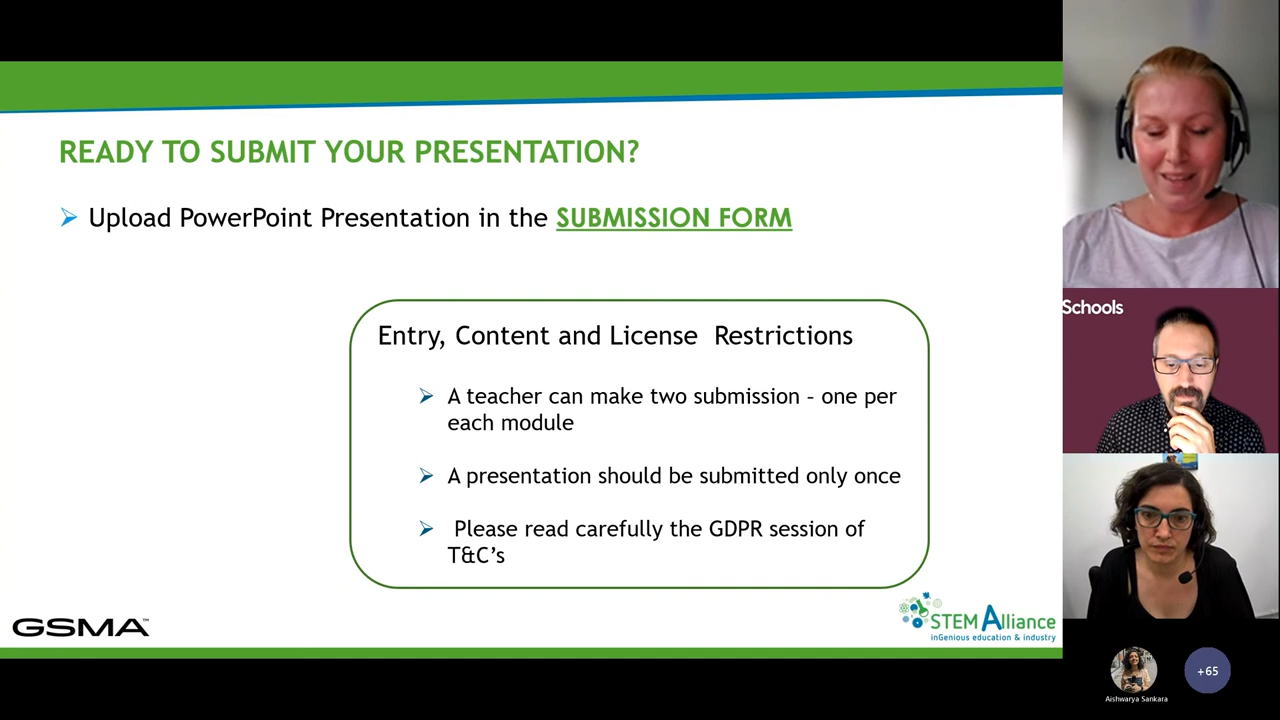 READY TO SUBMIT YOUR PRESENTATION?
Upload PowerPoint Presentation in the SUBMISSION FORM
Entry, Content and License  Restrictions
A teacher can make two submission – one per
each module
A presentation should be submitted only once
Please read carefully the GDPR session of
T&C's
GSMA™
STEM Alliance
inGenious education & industry
Schools
Aishwarya Sankara
+65